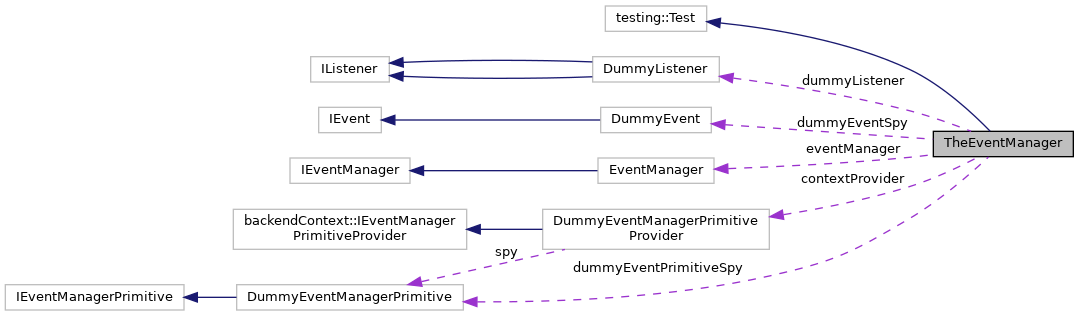 testing::Test
IListener
DummyListener
dummyListener
IEvent
DummyEvent
dummyEventSpy
TheEventManager
eventManager
IEventManager
EventManager
contextProvider
backendContext::IEventManager
PrimitiveProvider
DummyEventManagerPrimitive
Provider
spy
dummyEventPrimitiveSpy
IEventManagerPrimitive
DummyEventManagerPrimitive